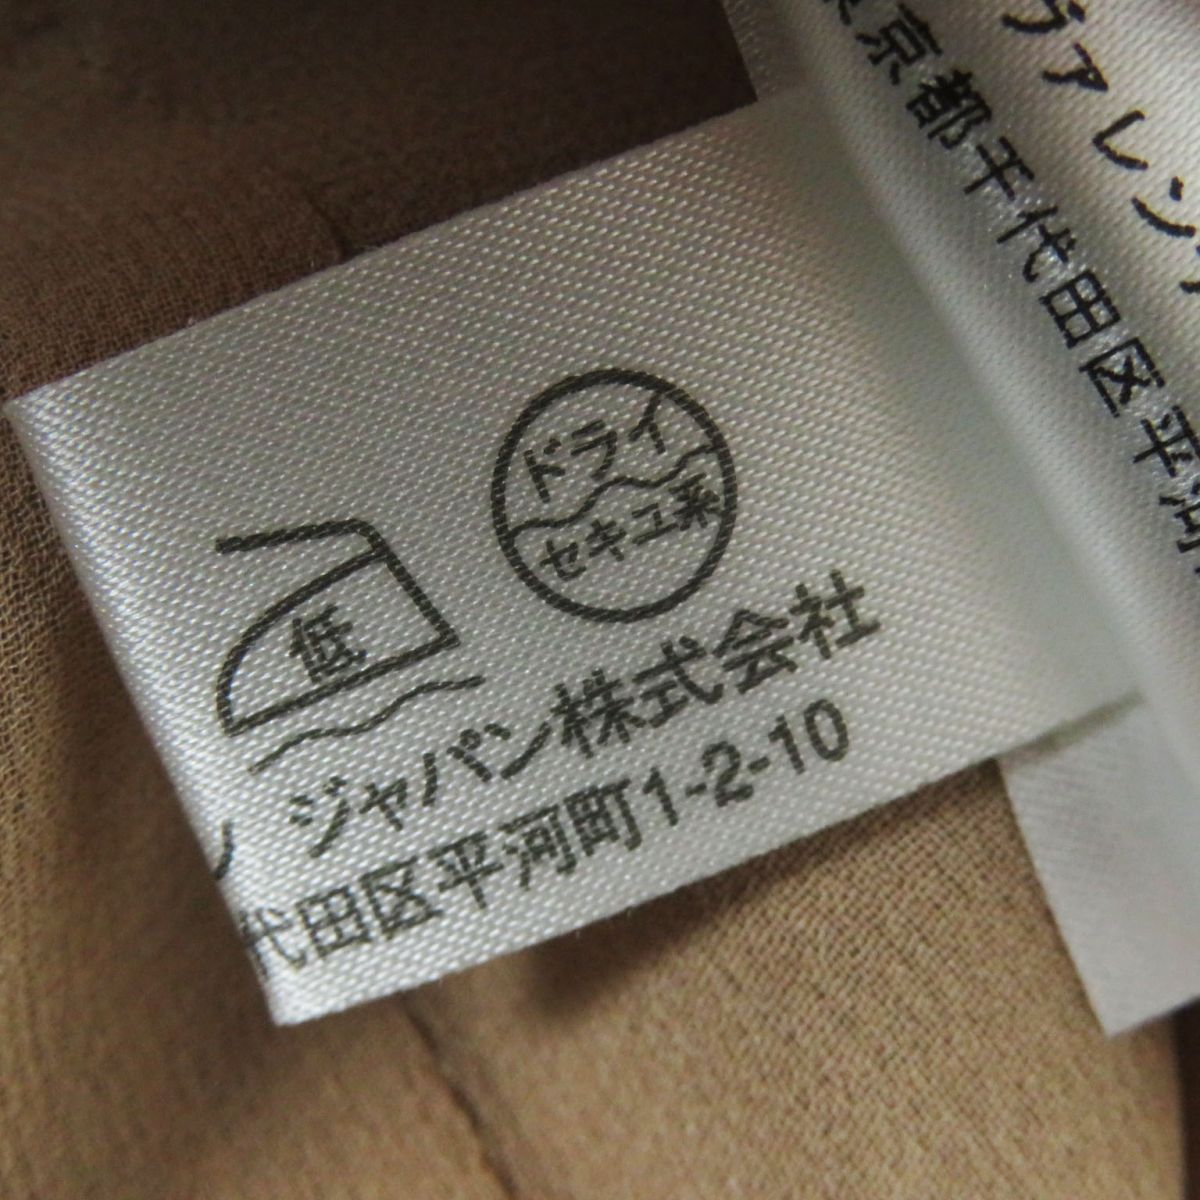 ドライ
セキユ系
低
ジャパン株式会社
代田区平河町1-2-10
ヴァレン
東京都千代田区平河